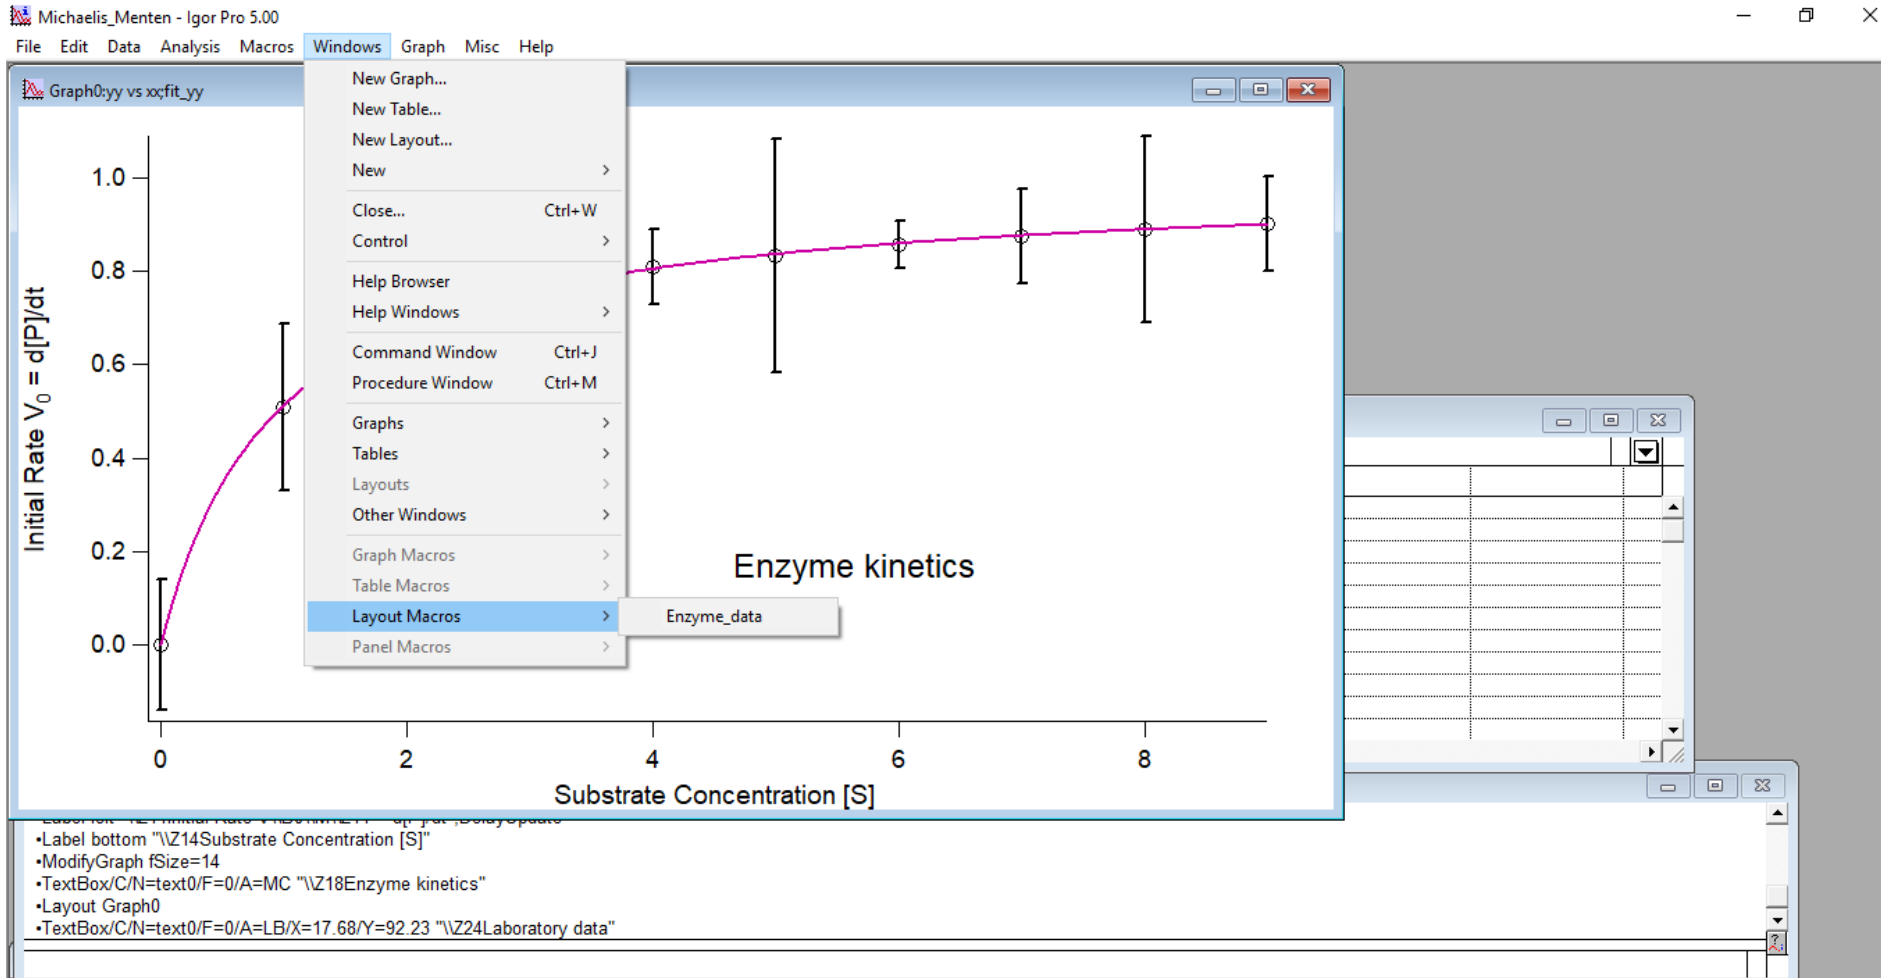 Michaelis_Menten - Igor Pro 5.00
File Edit Data Analysis Macros Windows Graph Misc Help
Graph0:yy vs xx;fit_yy
New Graph...
New Table...
New Layout...
New
Close... Ctrl+W
Control
Help Browser
Help Windows
Command Window Ctrl+J
Procedure Window Ctrl+M
Graphs
Tables
Layouts
Other Windows
Graph Macros
Table Macros
Layout Macros
Enzyme_data
Panel Macros
Initial Rate V0 = d[P]/dt
1.0
0.8
0.6
0.4
0.2
0.0
Enzyme kinetics
0 2 4 6 8
Substrate Concentration [S]
•Label bottom "\\Z14Substrate Concentration [S]"
•ModifyGraph fSize=14
•TextBox/C/N=text0/F=0/A=MC "\\Z18Enzyme kinetics"
•Layout Graph0
•TextBox/C/N=text0/F=0/A=LB/X=17.68/Y=92.23 "\\Z24Laboratory data"